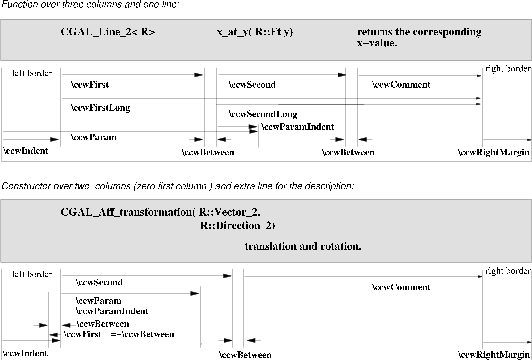 Function over three columns and one line:
CGAL_Line_2< R> x_at_y( R::Ft y) returns the corresponding
x-value.
left border right border
\ccwFirst \ccwSecond \ccwComment
\ccwFirstLong
\ccwSecondLong
\ccwParamIndent
\ccwParam
\ccwIndent \ccwBetween \ccwBetween \ccwRightMargin
Constructor over two columns (zero first column) and extra line for the description:
CGAL_Aff_transformation( R::Vector_2,
R::Direction_2)
translation and rotation.
left border right border
\ccwSecond \ccwComment
\ccwParam
\ccwParamIndent
\ccwBetween
\ccwFirst =-\ccwBetween
\ccwIndent \ccwBetween \ccwRightMargin